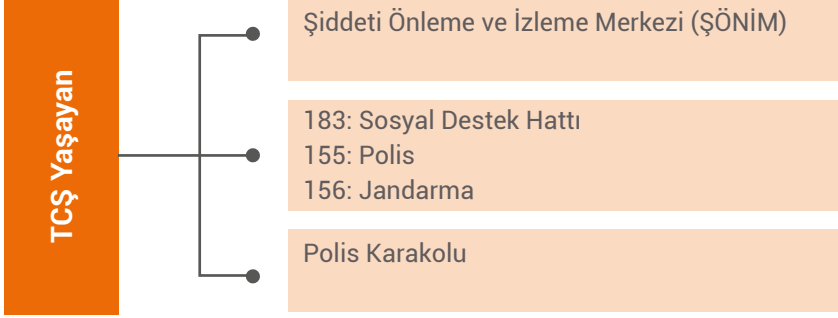 TCŞ Yaşayan
Şiddeti Önleme ve İzleme Merkezi (ŞÖNİM)
183: Sosyal Destek Hattı
155: Polis
156: Jandarma
Polis Karakolu